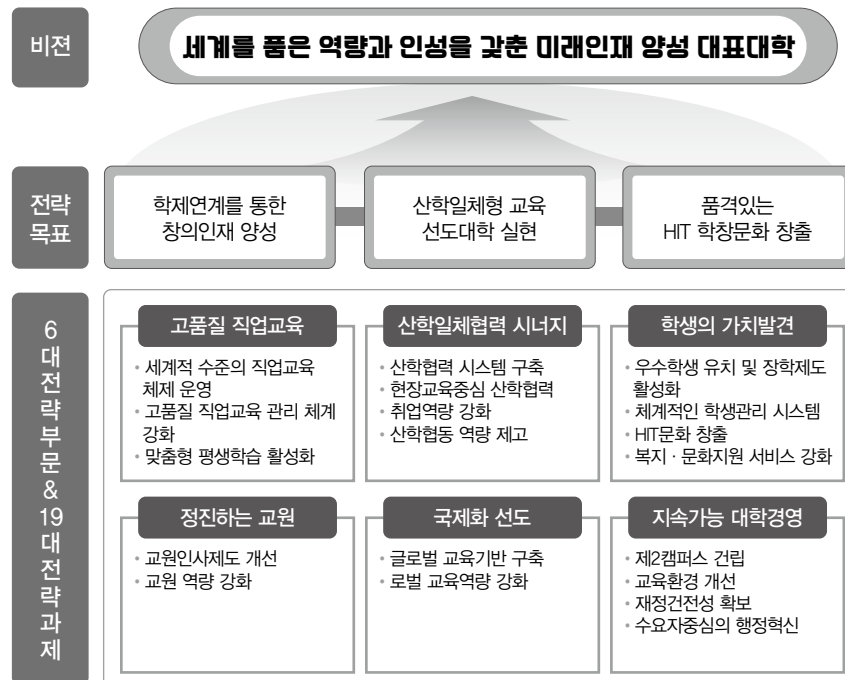 비젼
세계를 품은 역량과 인성을 갖춘 미래인재 양성 대표대학
전략
목표
학제연계를 통한
창의인재 양성
산학일체형 교육
선도대학 실현
품격있는
HIT 학창문화 창출
6
대
전
략
부
문
&
19
대
전
략
과
제
고품질 직업교육
• 세계적 수준의 직업교육
체제 운영
• 고품질 직업교육 관리 체계
강화
• 맞춤형 평생학습 활성화
산학일체협력 시너지
• 산학협력 시스템 구축
• 현장교육중심 산학협력
• 취업역량 강화
• 산학협동 역량 제고
학생의 가치발견
• 우수학생 유치 및 장학제도
활성화
• 체계적인 학생관리 시스템
• HIT문화 창출
• 복지 · 문화지원 서비스 강화
정진하는 교원
• 교원인사제도 개선
• 교원 역량 강화
국제화 선도
• 글로벌 교육기반 구축
• 로벌 교육역량 강화
지속가능 대학경영
• 제2캠퍼스 건립
• 교육환경 개선
• 재정건전성 확보
• 수요자중심의 행정혁신